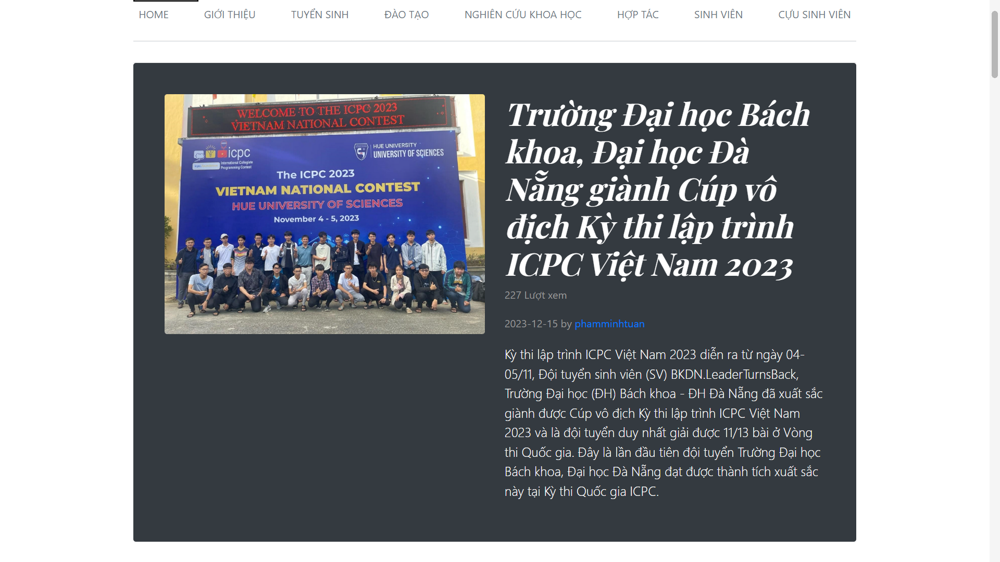 HOME
GIỚI THIỆU
TUYỂN SINH
ĐÀO TẠO
NGHIÊN CỨU KHOA HỌC
HỢP TÁC
SINH VIÊN
CỰU SINH VIÊN
WELCOME TO THE ICPC 2023
VIETNAM NATIONAL CONTEST
icpc
International Collegiate
Programming Contest
HUE UNIVERSITY
UNIVERSITY OF SCIENCES
The ICPC 2023
VIETNAM NATIONAL CONTEST
HUE UNIVERSITY OF SCIENCES
November 4 - 5, 2023
Trường Đại học Bách
khoa, Đại học Đà
Nẵng giành Cúp vô
địch Kỳ thi lập trình
ICPC Việt Nam 2023
227 Lượt xem
2023-12-15 by phamminhtuan
Kỳ thi lập trình ICPC Việt Nam 2023 diễn ra từ ngày 04-
05/11, Đội tuyển sinh viên (SV) BKDN.LeaderTurnsBack,
Trường Đại học (ĐH) Bách khoa - ĐH Đà Nẵng đã xuất sắc
giành được Cúp vô địch Kỳ thi lập trình ICPC Việt Nam
2023 và là đội tuyển duy nhất giải được 11/13 bài ở Vòng
thi Quốc gia. Đây là lần đầu tiên đội tuyển Trường Đại học
Bách khoa, Đại học Đà Nẵng đạt được thành tích xuất sắc
này tại Kỳ thi Quốc gia ICPC.